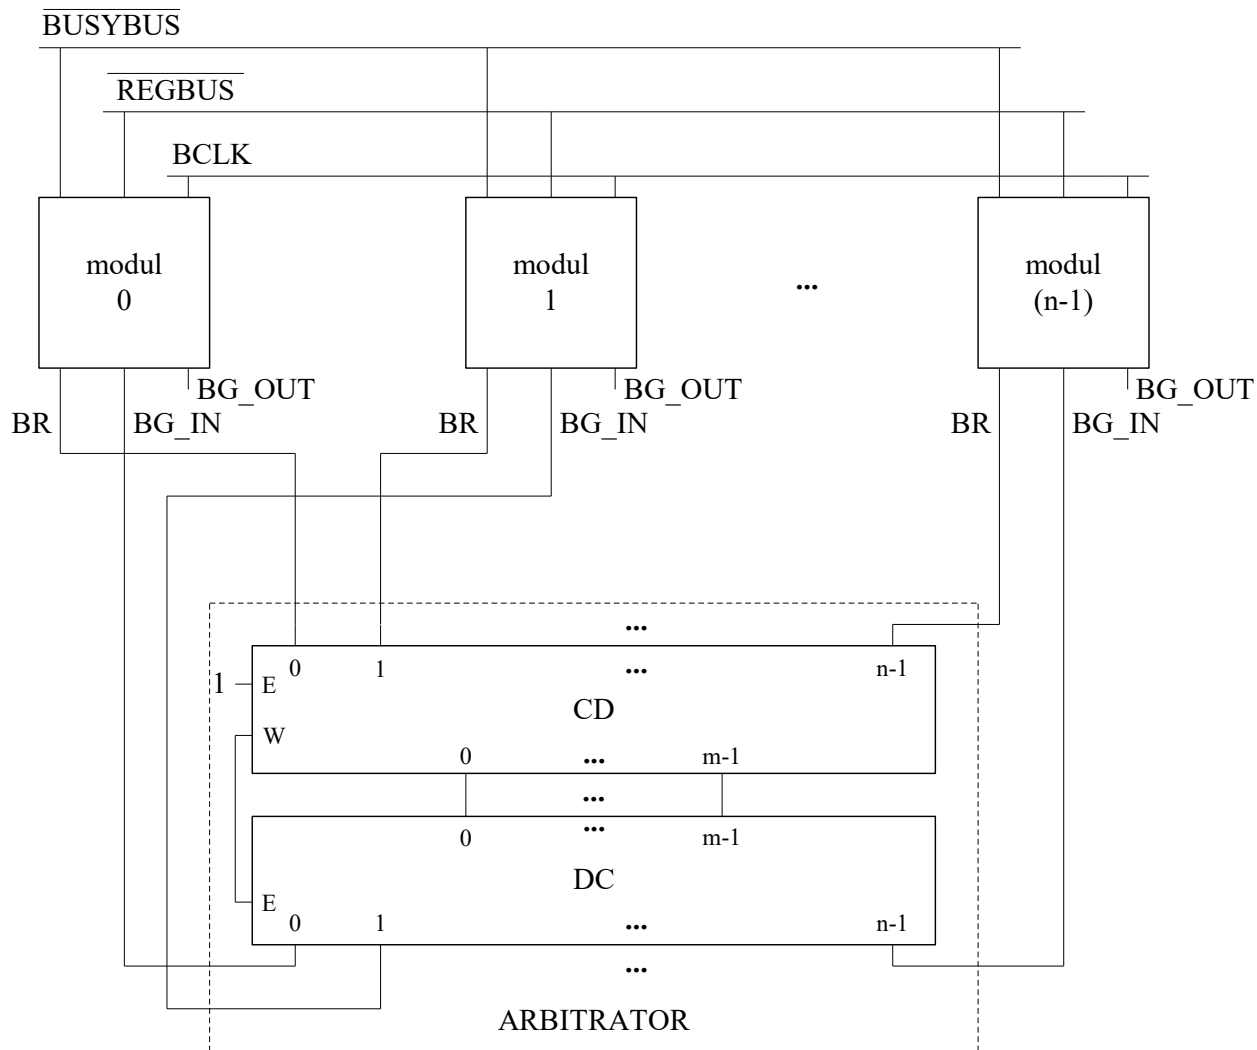 BUSYBUS
REGBUS
BCLK
modul
0
modul
1
...
modul
(n-1)
BG_OUT
BG_OUT
BG_OUT
BR
BG_IN
BR
BG_IN
BR
BG_IN
...
0
1
...
n-1
1
E
CD
W
0
...
m-1
...
0
...
m-1
DC
E
0
1
...
n-1
...
ARBITRATOR